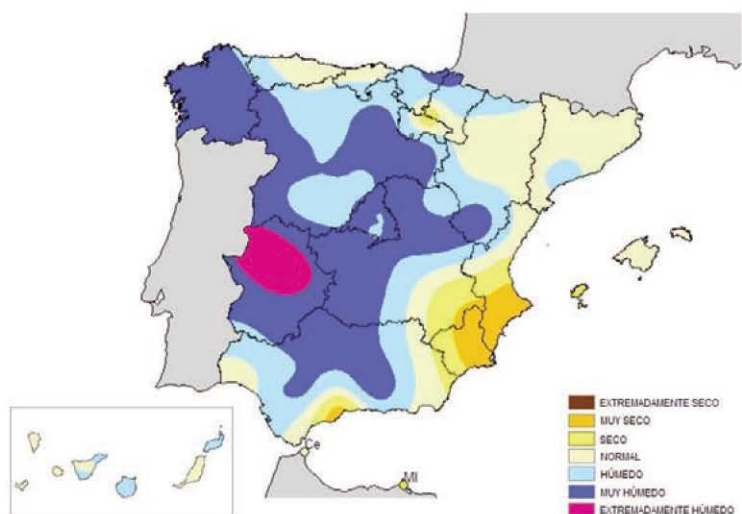 Ce
Ml
EXTREMADAMENTE SECO
MUY SECO
SECO
NORMAL
HÚMEDO
MUY HÚMEDO
EXTREMADAMENTE HÚMEDO